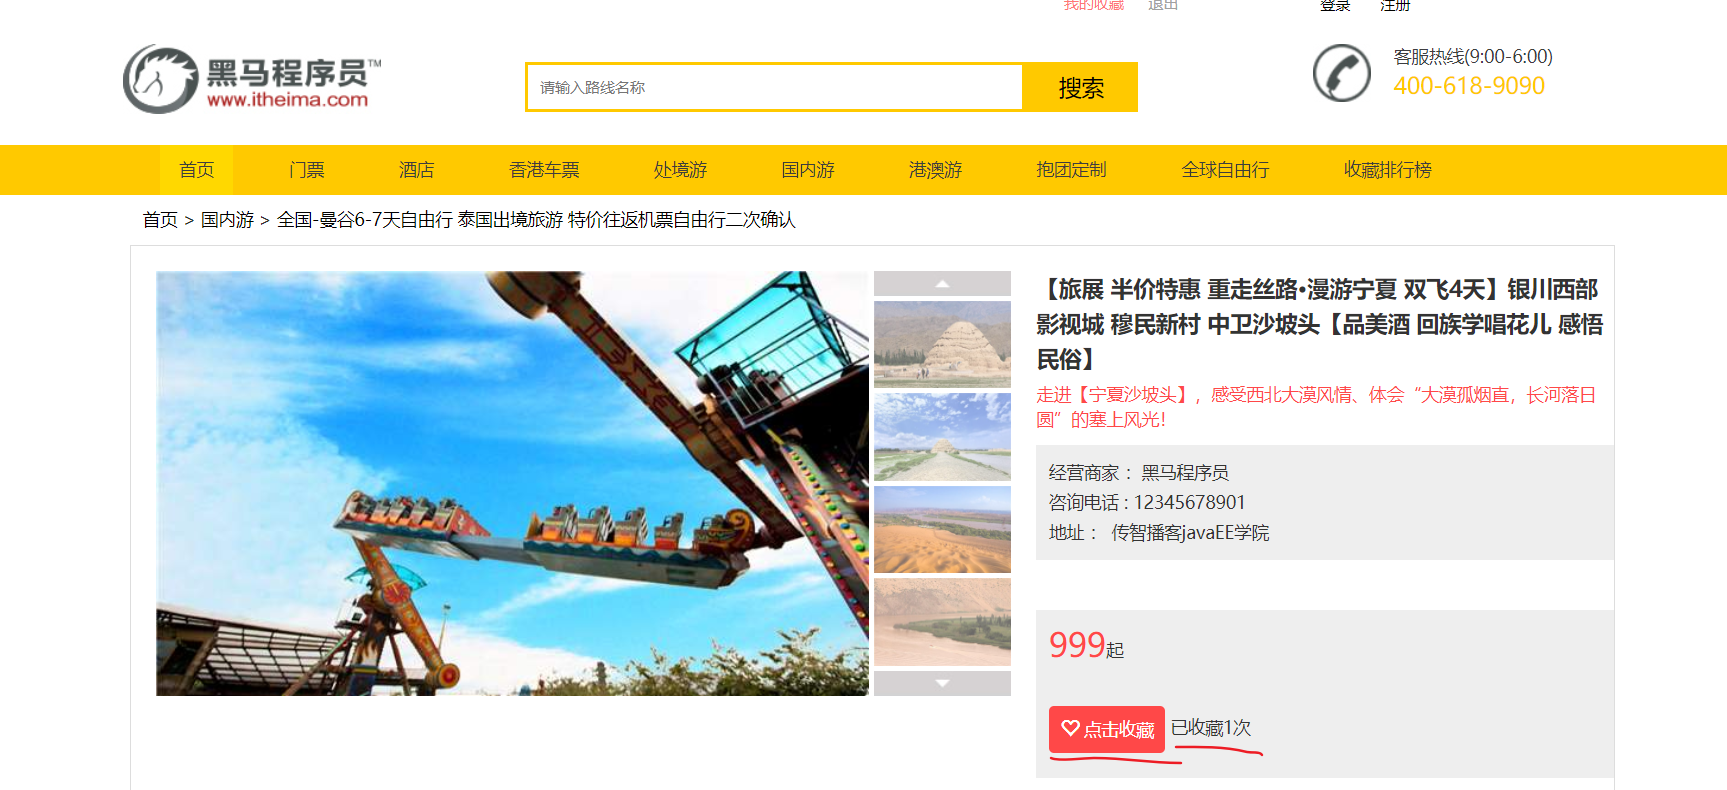 我的收藏 退出 登录 注册
黑马程序员™
www.itheima.com
请输入路线名称
搜索
客服热线(9:00-6:00)
400-618-9090
首页 门票 酒店 香港车票 处境游 国内游 港澳游 抱团定制 全球自由行 收藏排行榜
首页 > 国内游 > 全国-曼谷6-7天自由行 泰国出境旅游 特价往返机票自由行二次确认
【旅展 半价特惠 重走丝路•漫游宁夏 双飞4天】银川西部
影视城 穆民新村 中卫沙坡头【品美酒 回族学唱花儿 感悟
民俗】
走进【宁夏沙坡头】，感受西北大漠风情、体会“大漠孤烟直，长河落日
圆”的塞上风光！
经营商家 ：黑马程序员
咨询电话 : 12345678901
地址 ： 传智播客javaEE学院
999起
点击收藏 已收藏1次